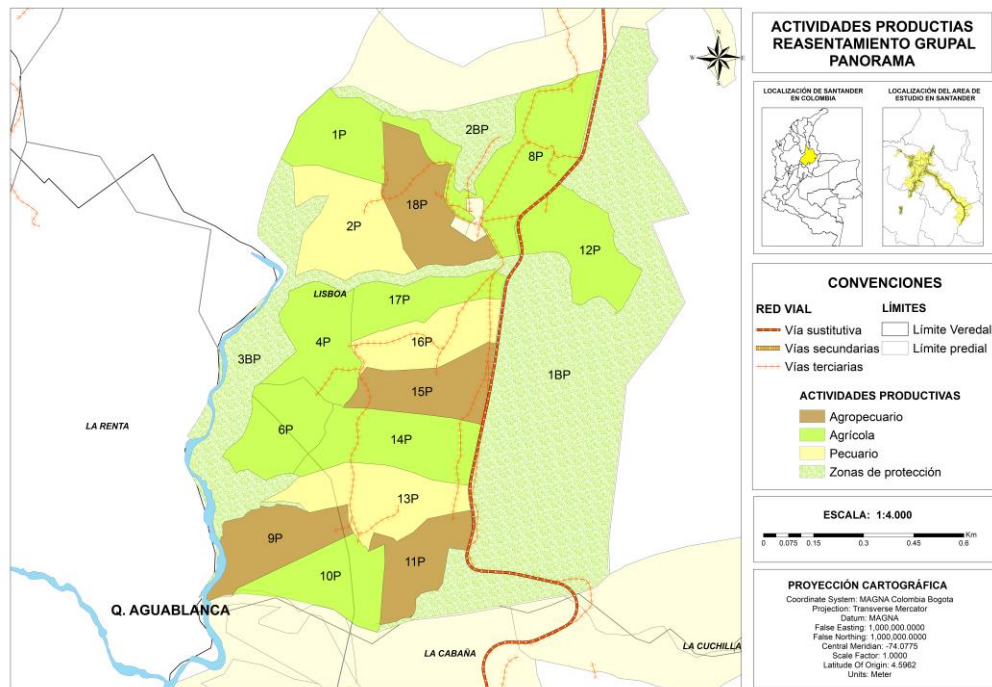 ACTIVIDADES PRODUCTIAS
REASENTAMIENTO GRUPAL
PANORAMA
LOCALIZACIÓN DE SANTANDER
EN COLOMBIA
LOCALIZACIÓN DEL AREA DE
ESTUDIO EN SANTANDER
N
W
E
S
1P
2BP
8P
18P
2P
12P
LISBOA
17P
4P
16P
3BP
1BP
15P
LA RENTA
6P
14P
13P
9P
11P
10P
Q. AGUABLANCA
LA CABAÑA
LA CUCHILLA
CONVENCIONES
RED VIAL
Vía sustitutiva
Vías secundarias
Vías terciarias
LÍMITES
Límite Veredal
Límite predial
ACTIVIDADES PRODUCTIVAS
Agropecuario
Agrícola
Pecuario
Zonas de protección
ESCALA: 1:4.000
Km
0 0.075 0.15 0.3 0.45 0.6
PROYECCIÓN CARTOGRÁFICA
Coordinate System: MAGNA Colombia Bogota
Projection: Transverse Mercator
Datum: MAGNA
False Easting: 1,000,000.0000
False Northing: 1,000,000.0000
Central Meridian: -74.0775
Scale Factor: 1.0000
Latitude Of Origin: 4.5962
Units: Meter